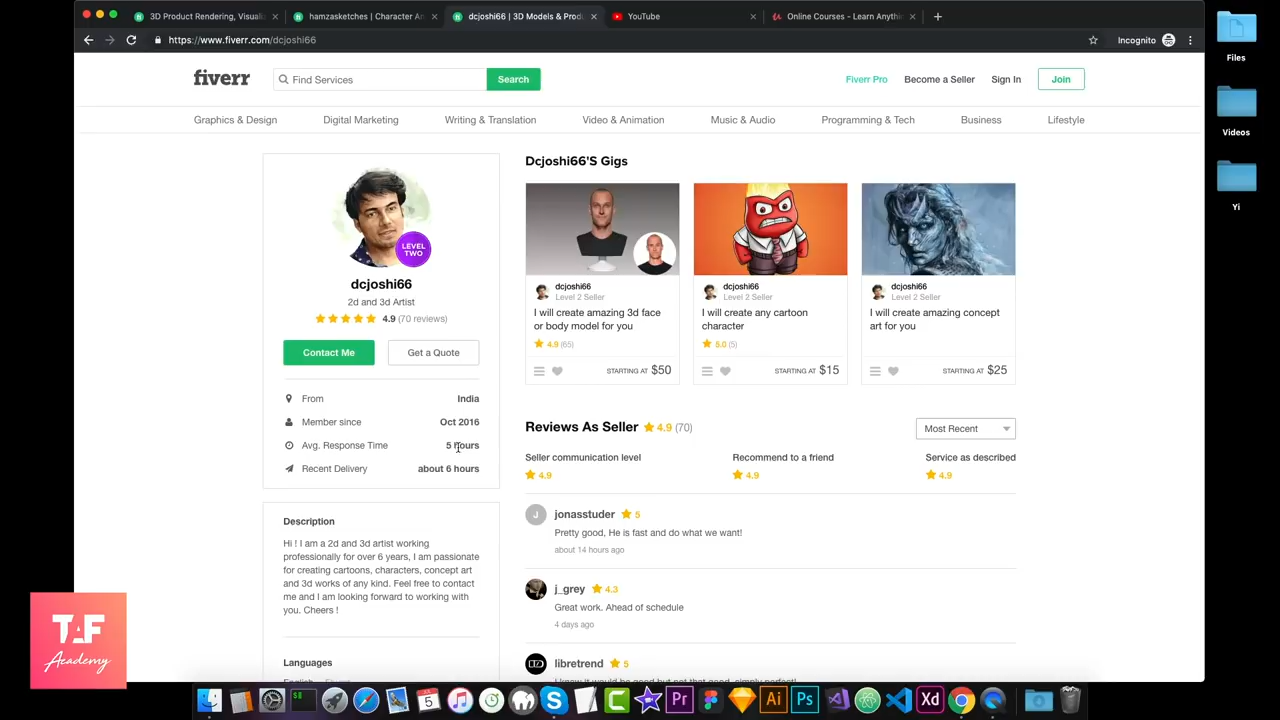 3D Product Rendering, Visualiz
hamzasketches | Character An
dcjoshi66 | 3D Models & Prod
YouTube
Online Courses - Learn Anythi
https://www.fiverr.com/dcjoshi66
Incognito
Files
Videos
Yi
fiverr
Find Services
Search
Fiverr Pro
Become a Seller
Sign In
Join
Graphics & Design
Digital Marketing
Writing & Translation
Video & Animation
Music & Audio
Programming & Tech
Business
Lifestyle
LEVEL
TWO
dcjoshi66
2d and 3d Artist
4.9 (70 reviews)
Contact Me
Get a Quote
From India
Member since Oct 2016
Avg. Response Time 5 hours
Recent Delivery about 6 hours
Description
Hi ! I am a 2d and 3d artist working
professionally for over 6 years, I am passionate
for creating cartoons, characters, concept art
and 3d works of any kind. Feel free to contact
me and I am looking forward to working with
you. Cheers !
Languages
Dcjoshi66'S Gigs
dcjoshi66
Level 2 Seller
I will create amazing 3d face
or body model for you
4.9 (65)
STARTING AT $50
dcjoshi66
Level 2 Seller
I will create any cartoon
character
5.0 (5)
STARTING AT $15
dcjoshi66
Level 2 Seller
I will create amazing concept
art for you
STARTING AT $25
Reviews As Seller 4.9 (70)
Most Recent
Seller communication level
4.9
Recommend to a friend
4.9
Service as described
4.9
J
jonasstuder 5
Pretty good, He is fast and do what we want!
about 14 hours ago
j_grey 4.3
Great work. Ahead of schedule
4 days ago
libretrend 5
TAF
Academy
5
Pr
Ai
Ps
Xd